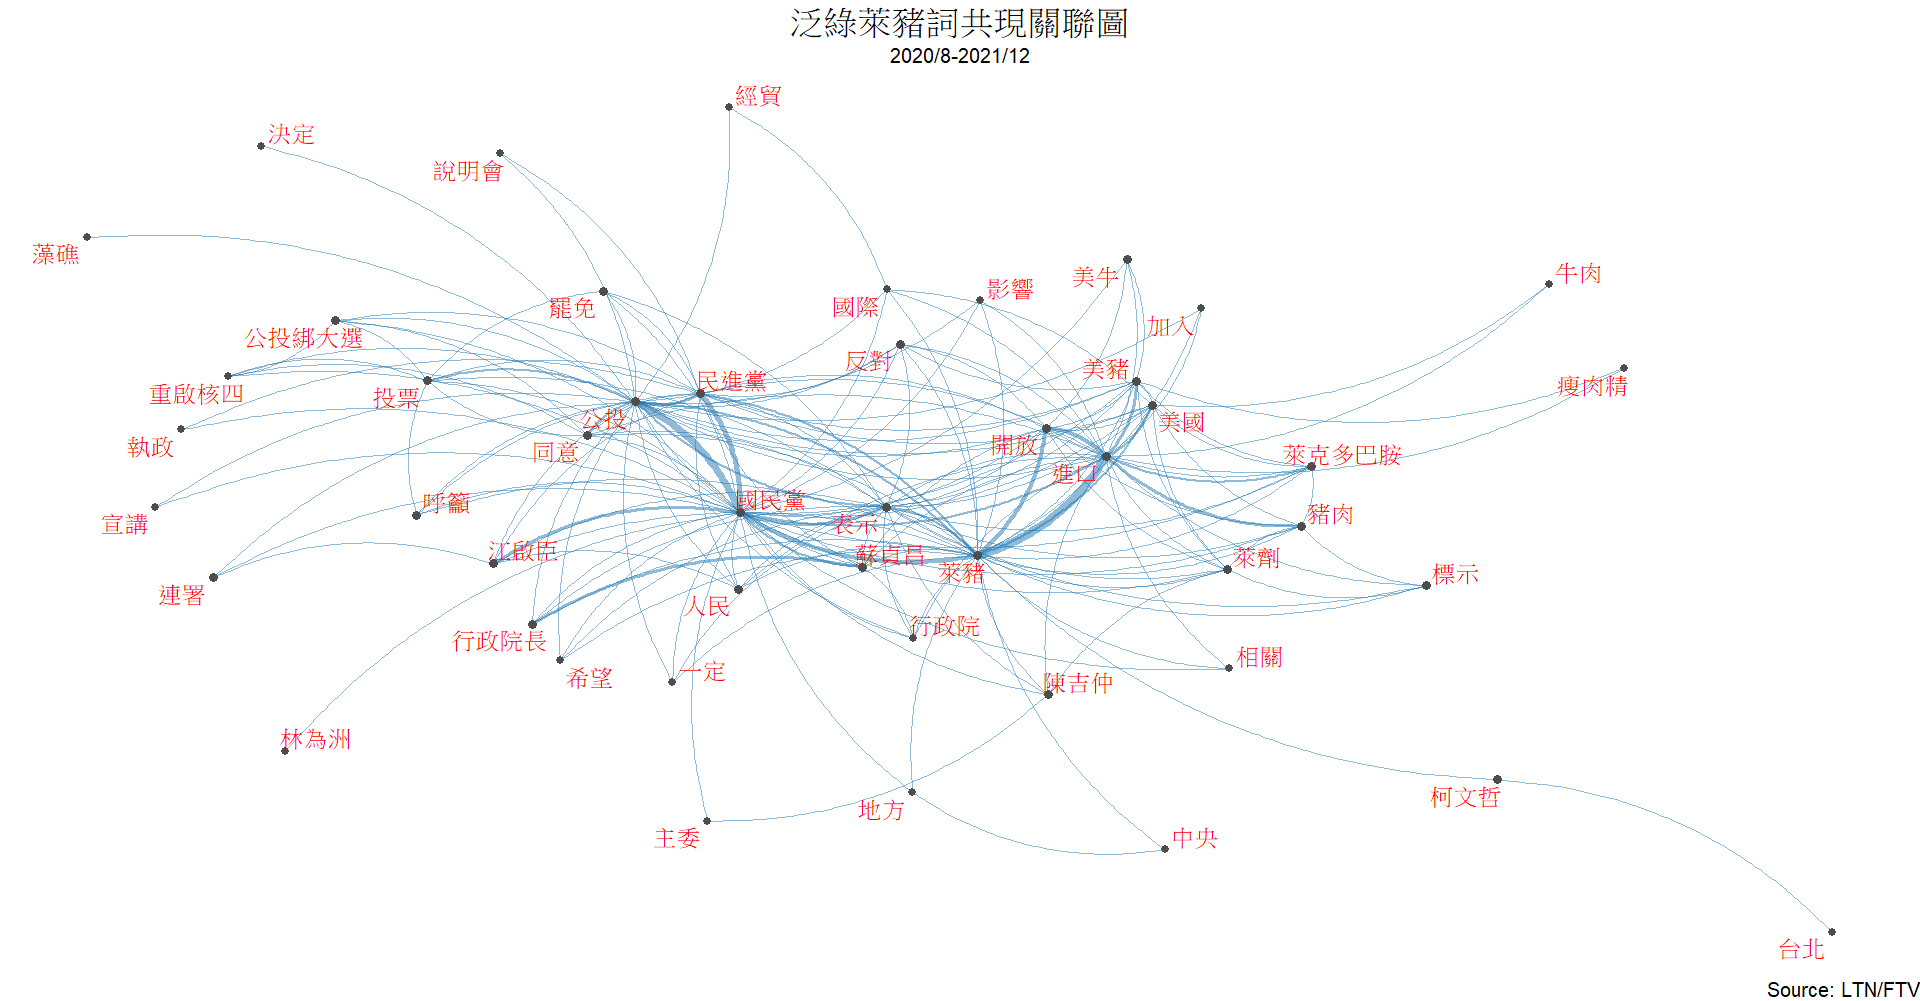 泛綠萊豬詞共現關聯圖
2020/8-2021/12
經貿
決定
說明會
藻礁
美牛
牛肉
影響
國際
罷免
加入
公投綁大選
反對
美豬
瘦肉精
民進黨
重啟核四
投票
公投
美國
開放
執政
同意
萊克多巴胺
進口
國民黨
呼籲
豬肉
宣講
表示
江啟臣
蘇貞昌
萊劑
萊豬
標示
連署
人民
行政院
行政院長
相關
一定
希望
陳吉仲
林為洲
柯文哲
地方
主委
中央
台北
Source: LTN/FTV